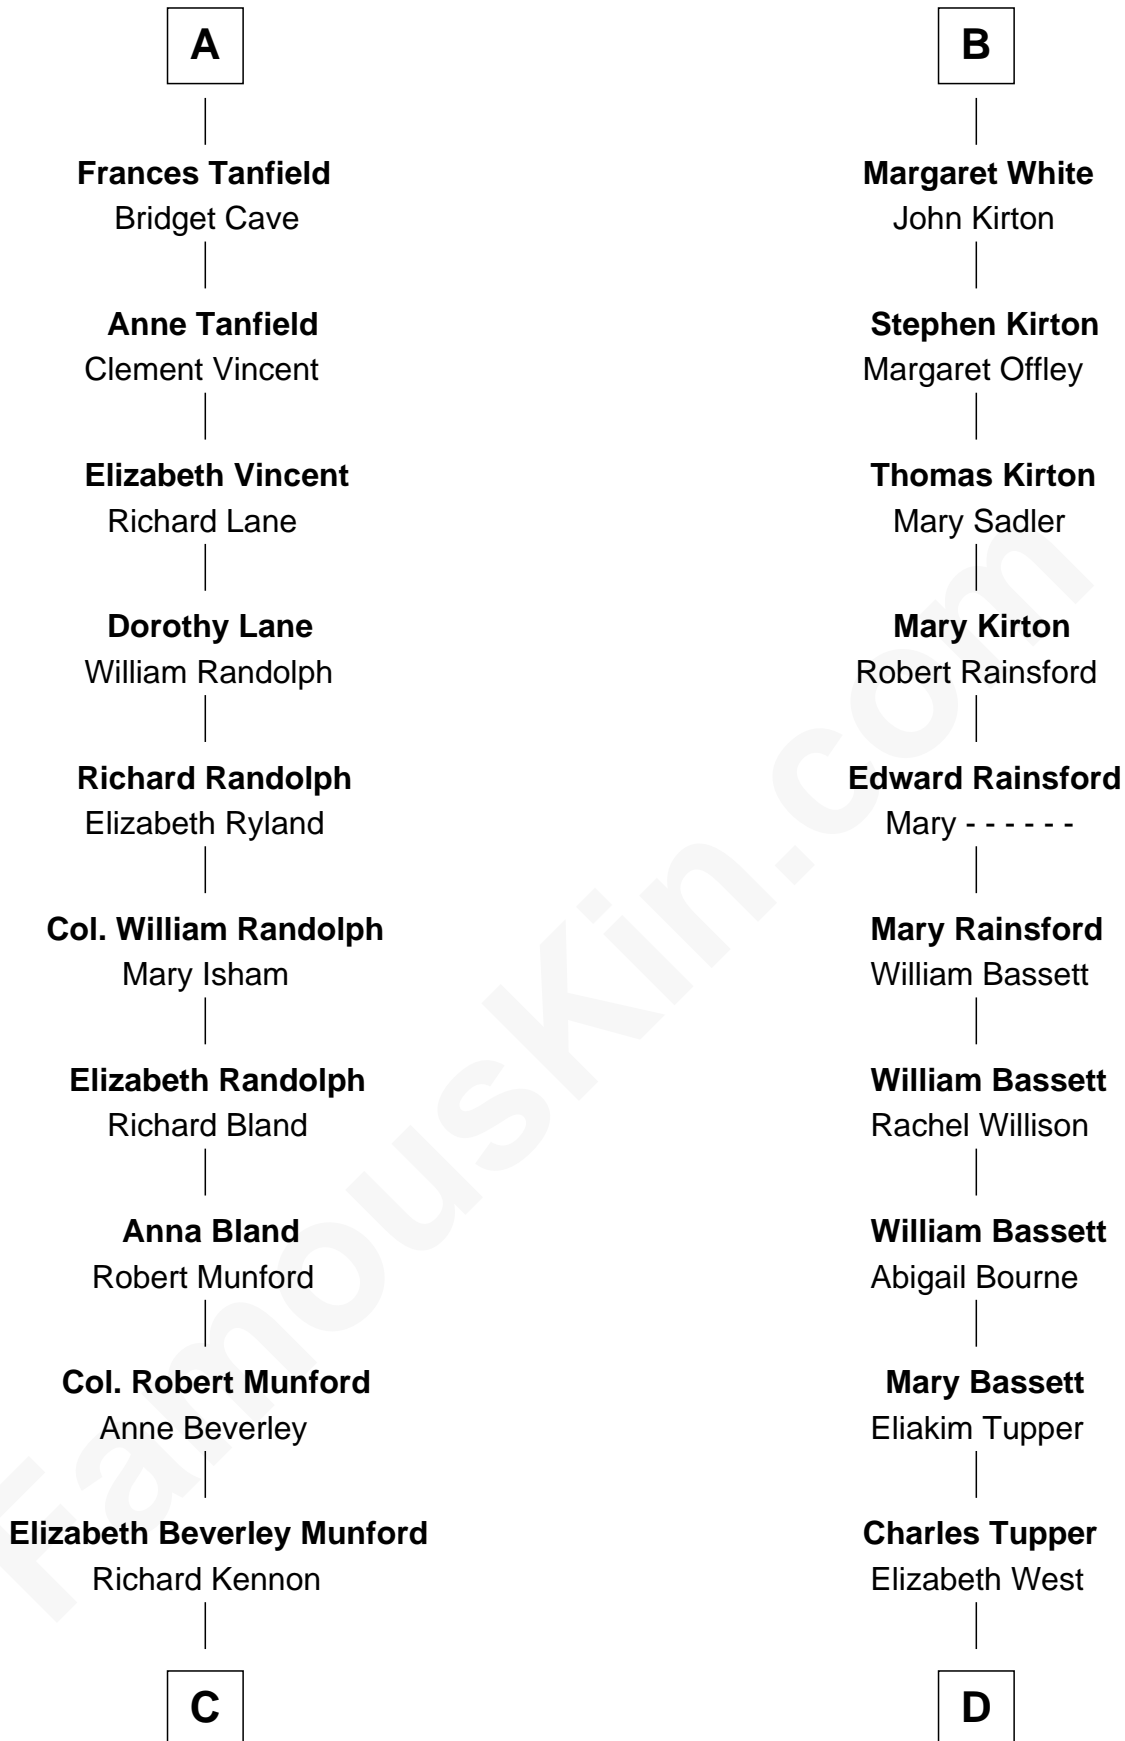 A
Frances Tanfield
Bridget Cave
Anne Tanfield
Clement Vincent
Elizabeth Vincent
Richard Lane
Dorothy Lane
William Randolph
Richard Randolph
Elizabeth Ryland
Col. William Randolph
Mary Isham
Elizabeth Randolph
Richard Bland
Anna Bland
Robert Munford
Col. Robert Munford
Anne Beverley
Elizabeth Beverley Munford
Richard Kennon
C
B
Margaret White
John Kirton
Stephen Kirton
Margaret Offley
Thomas Kirton
Mary Sadler
Mary Kirton
Robert Rainsford
Edward Rainsford
Mary - - - - - -
Mary Rainsford
William Bassett
William Bassett
Rachel Willison
William Bassett
Abigail Bourne
Mary Bassett
Eliakim Tupper
Charles Tupper
Elizabeth West
D
FamousKin.com